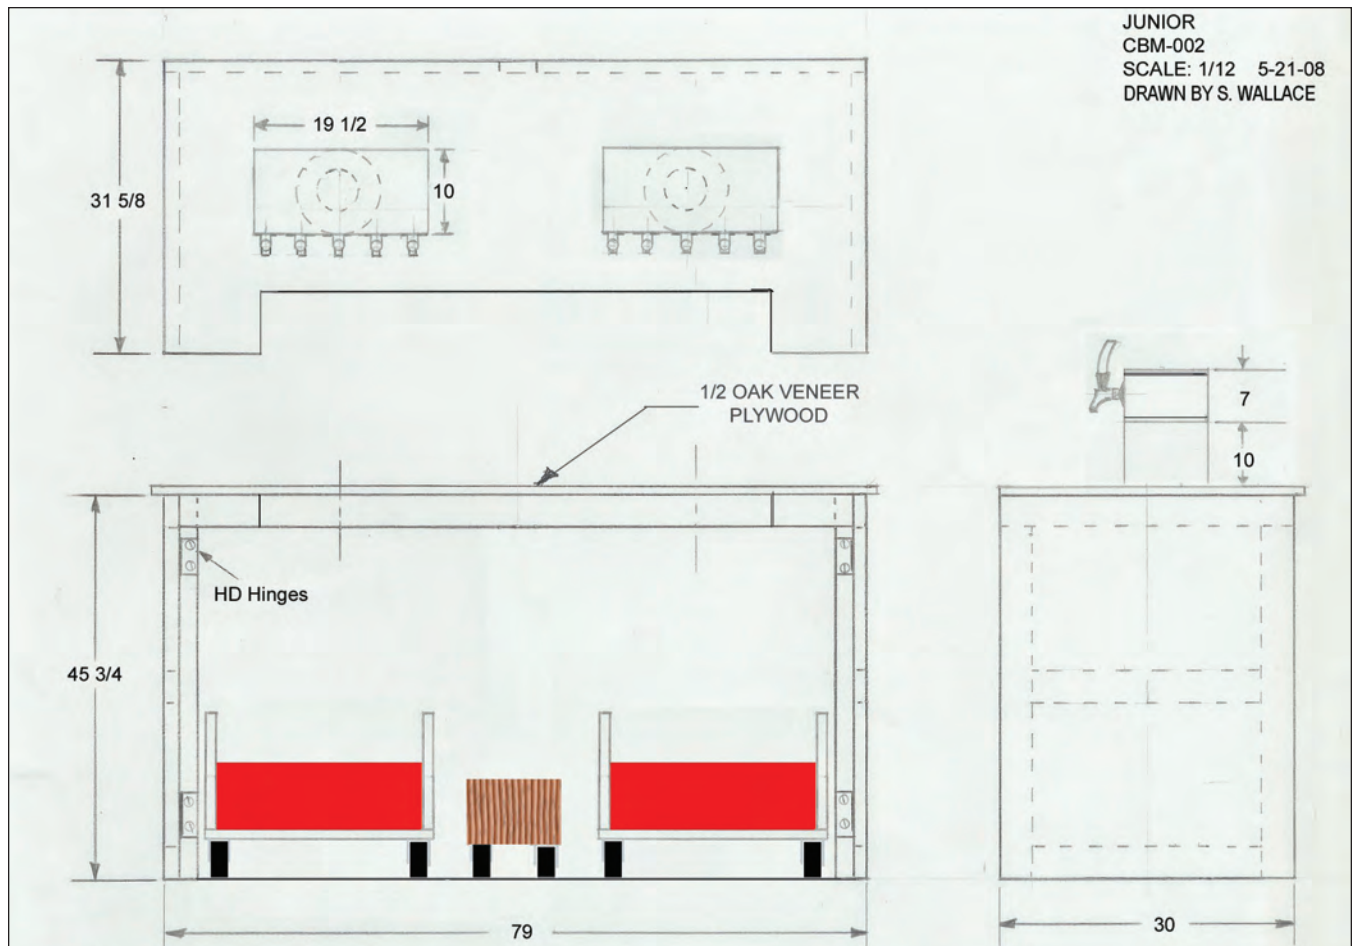 JUNIOR
CBM-002
SCALE: 1/12 5-21-08
DRAWN BY S. WALLACE
19 1/2
10
31 5/8
1/2 OAK VENEER
PLYWOOD
7
10
HD Hinges
45 3/4
79
30